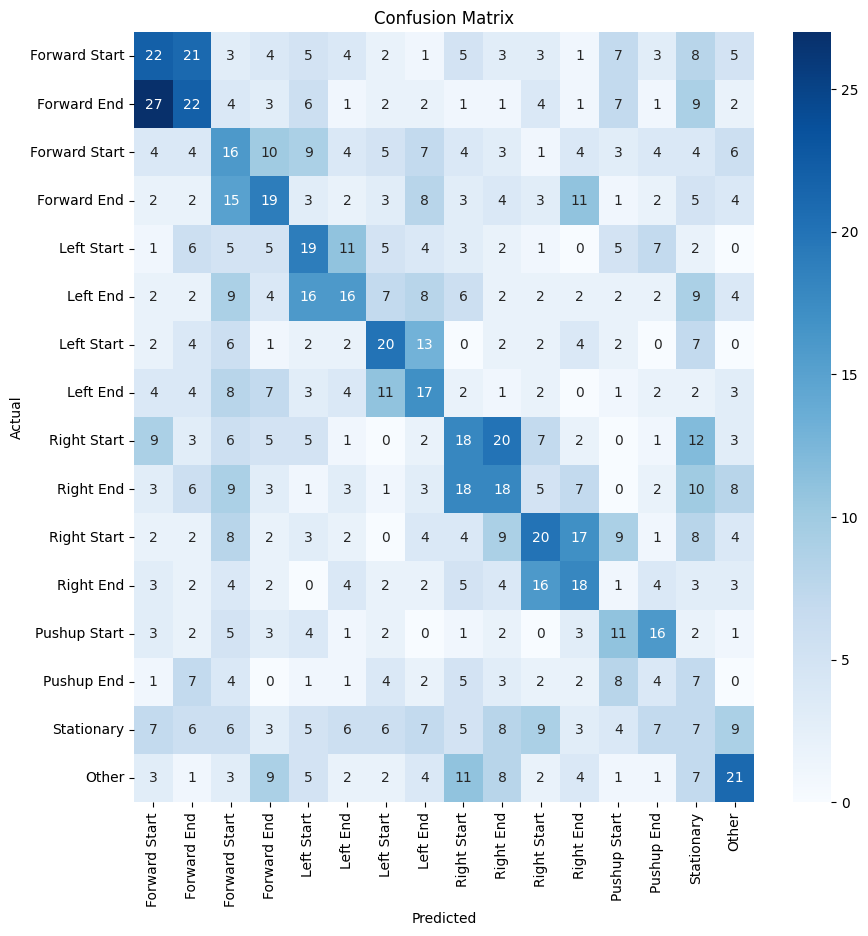 Confusion Matrix
Actual
Forward Start 22 21 3 4 5 4 2 1 5 3 3 1 7 3 8 5
Forward End 27 22 4 3 6 1 2 2 1 1 4 1 7 1 9 2
Forward Start 4 4 16 10 9 4 5 7 4 3 1 4 3 4 4 6
Forward End 2 2 15 19 3 2 3 8 3 4 3 11 1 2 5 4
Left Start 1 6 5 5 19 11 5 4 3 2 1 0 5 7 2 0
Left End 2 2 9 4 16 16 7 8 6 2 2 2 2 2 9 4
Left Start 2 4 6 1 2 2 20 13 0 2 2 4 2 0 7 0
Left End 4 4 8 7 3 4 11 17 2 1 2 0 1 2 2 3
Right Start 9 3 6 5 5 1 0 2 18 20 7 2 0 1 12 3
Right End 3 6 9 3 1 3 1 3 18 18 5 7 0 2 10 8
Right Start 2 2 8 2 3 2 0 4 4 9 20 17 9 1 8 4
Right End 3 2 4 2 0 4 2 2 5 4 16 18 1 4 3 3
Pushup Start 3 2 5 3 4 1 2 0 1 2 0 3 11 16 2 1
Pushup End 1 7 4 0 1 1 4 2 5 3 2 2 8 4 7 0
Stationary 7 6 6 3 5 6 6 7 5 8 9 3 4 7 7 9
Other 3 1 3 9 5 2 2 4 11 8 2 4 1 1 7 21
Forward Start
Forward End
Forward Start
Forward End
Left Start
Left End
Left Start
Left End
Right Start
Right End
Right Start
Right End
Pushup Start
Pushup End
Stationary
Other
Predicted
25
20
15
10
5
0